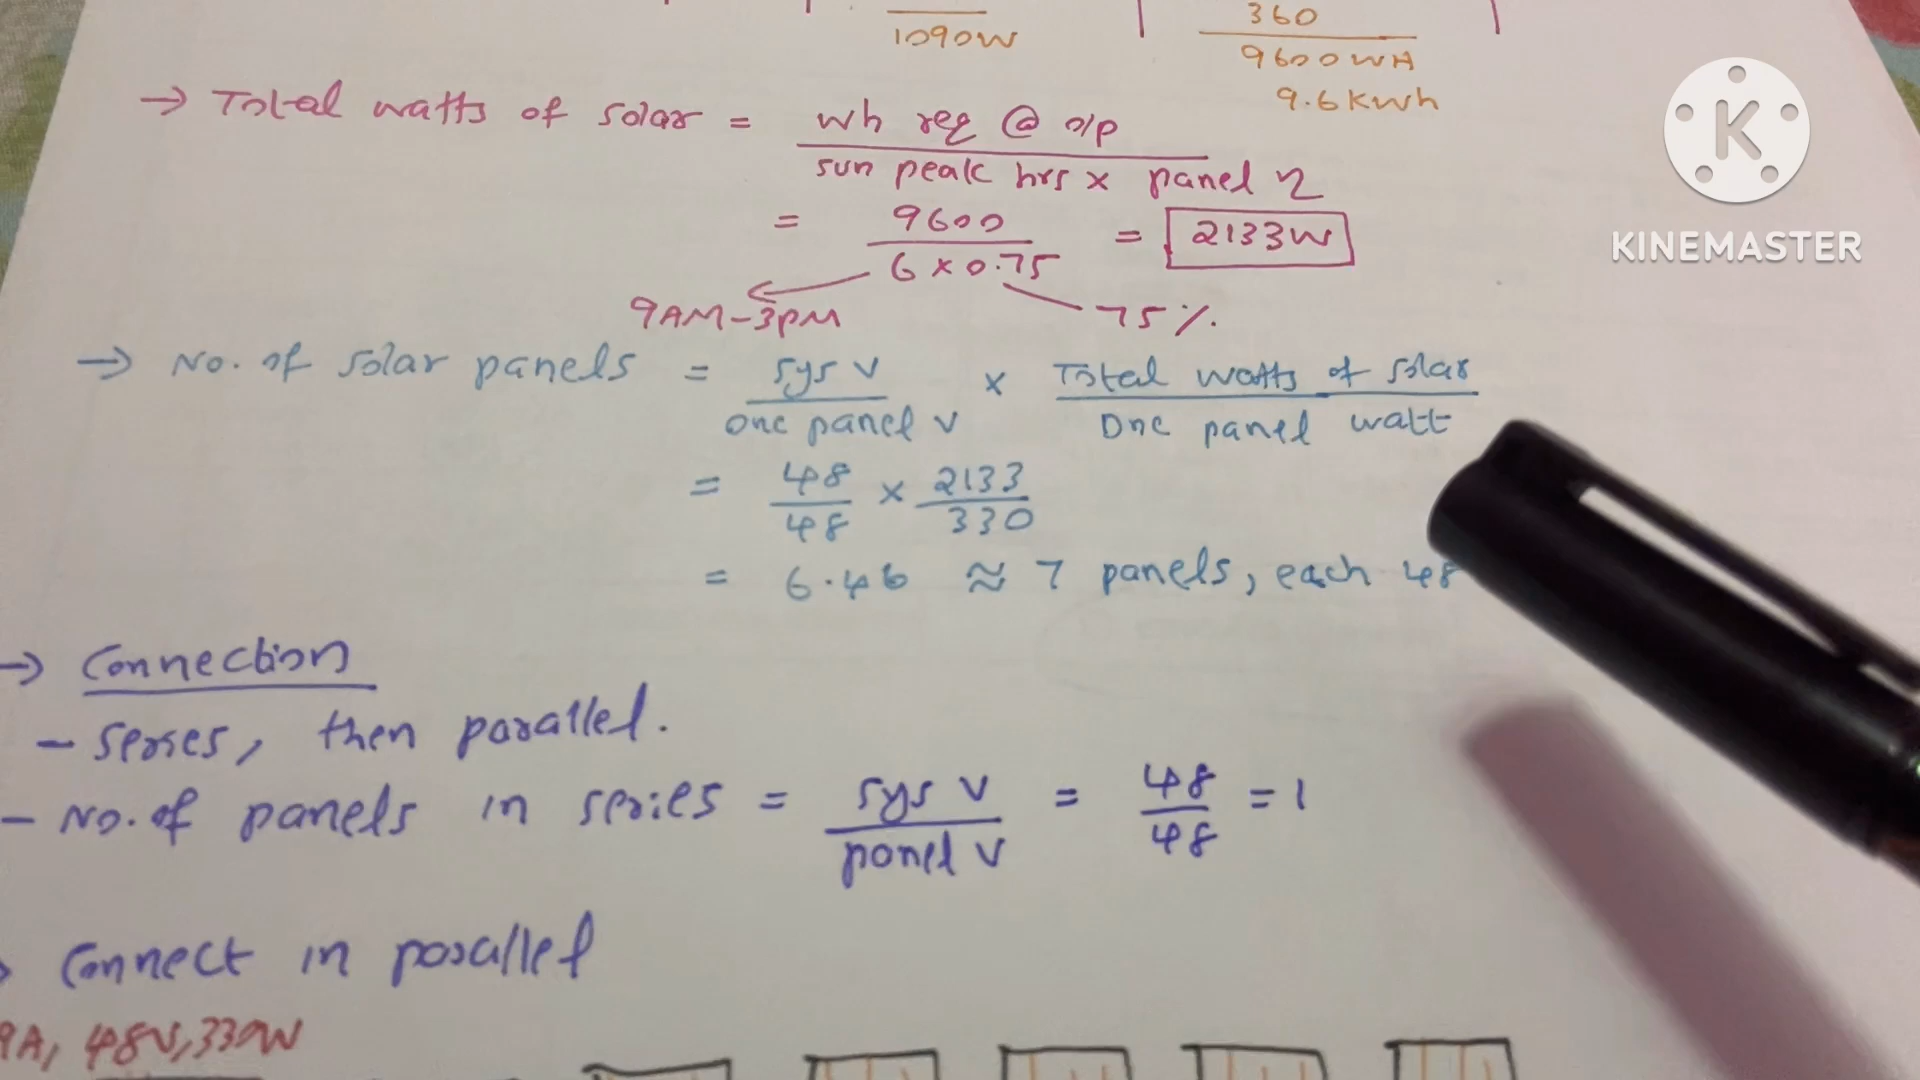 1090W
360
9600WH
9.6KWh
→ Total watts of solar = Wh req @ o/p
sun peak hrs × panel η
= 9600 = 2133W
6 × 0.75
9AM-3PM
75%.
→ No. of solar panels = sys V × Total watts of solar
One panel V One panel watt
= 48 × 2133
48 330
= 6.46 ≈ 7 panels, each 48
→ Connection
- series, then parallel.
- No. of panels in series = sys V = 48 = 1
panel V 48
Connect in parallel
9A, 48V, 330W
K
KINEMASTER